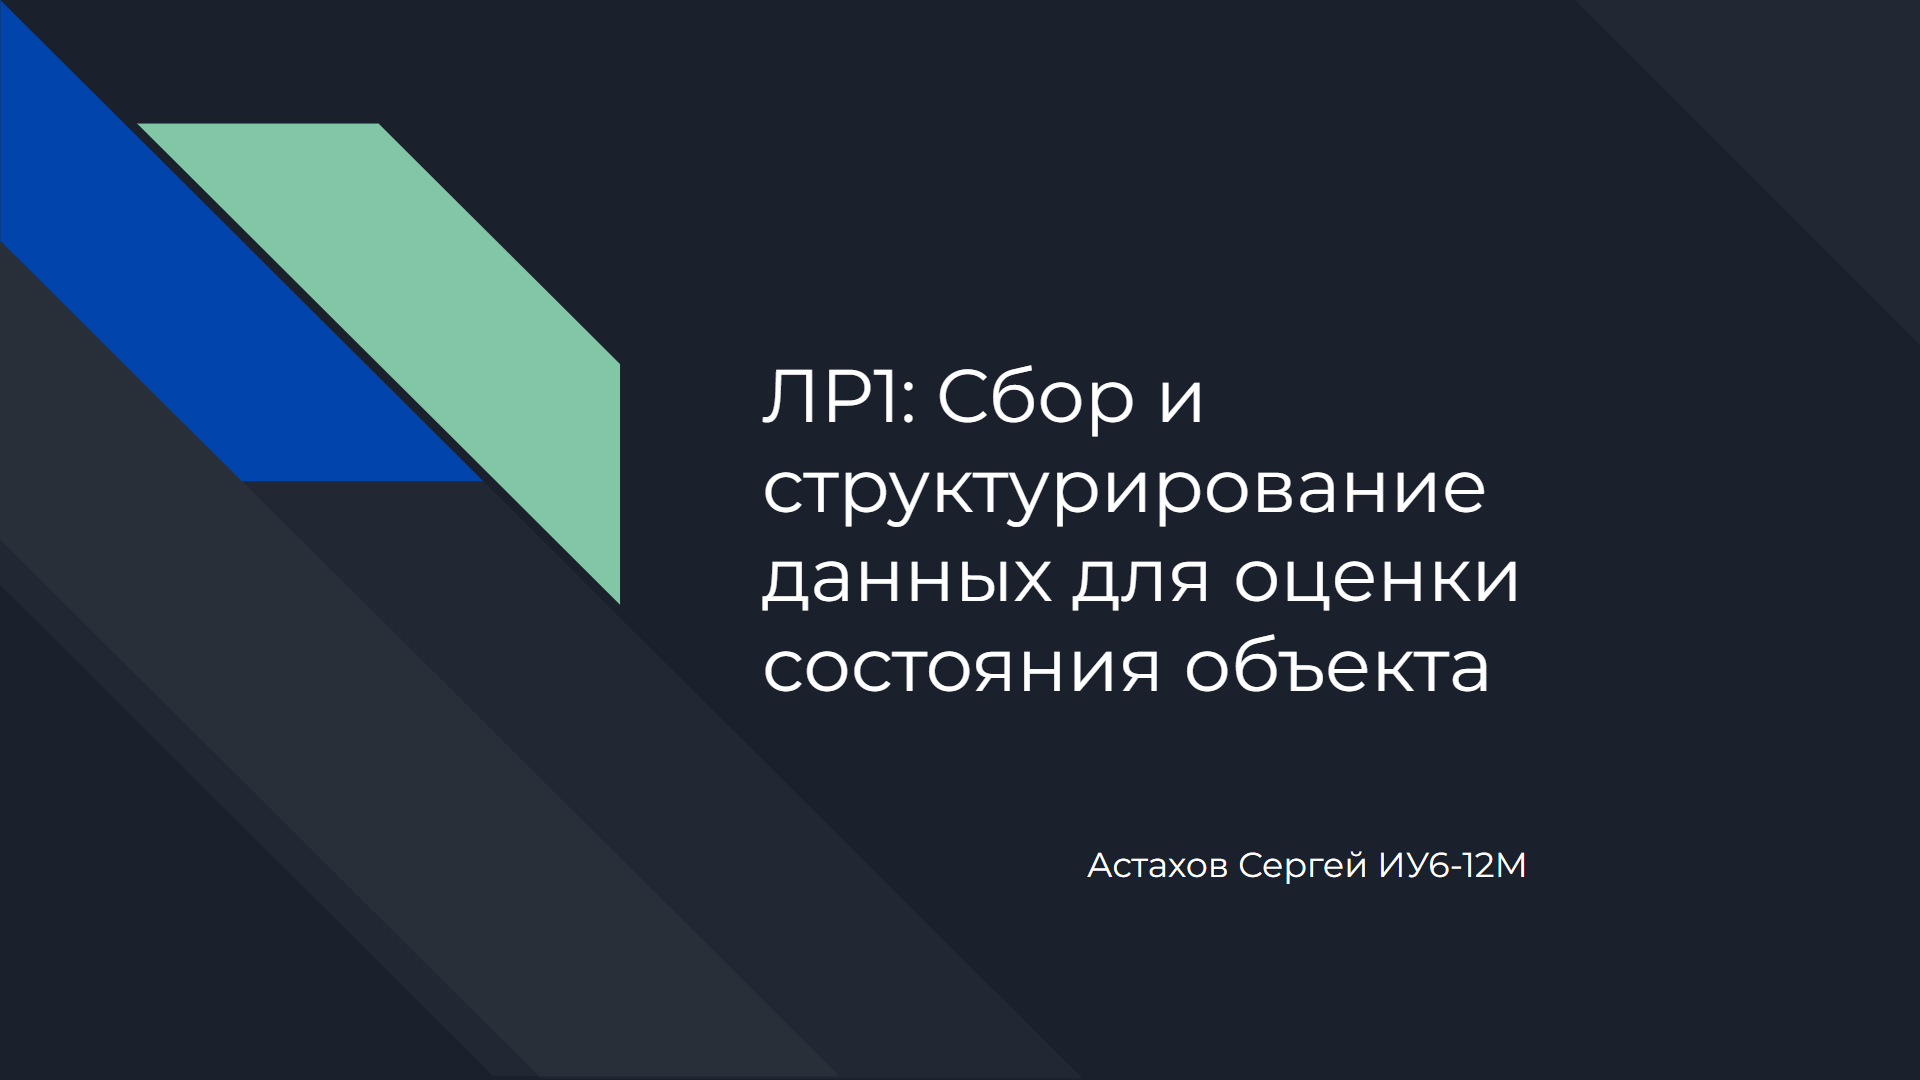 ЛР1: Сбор и
структурирование
данных для оценки
состояния объекта
Астахов Сергей ИУ6-12М